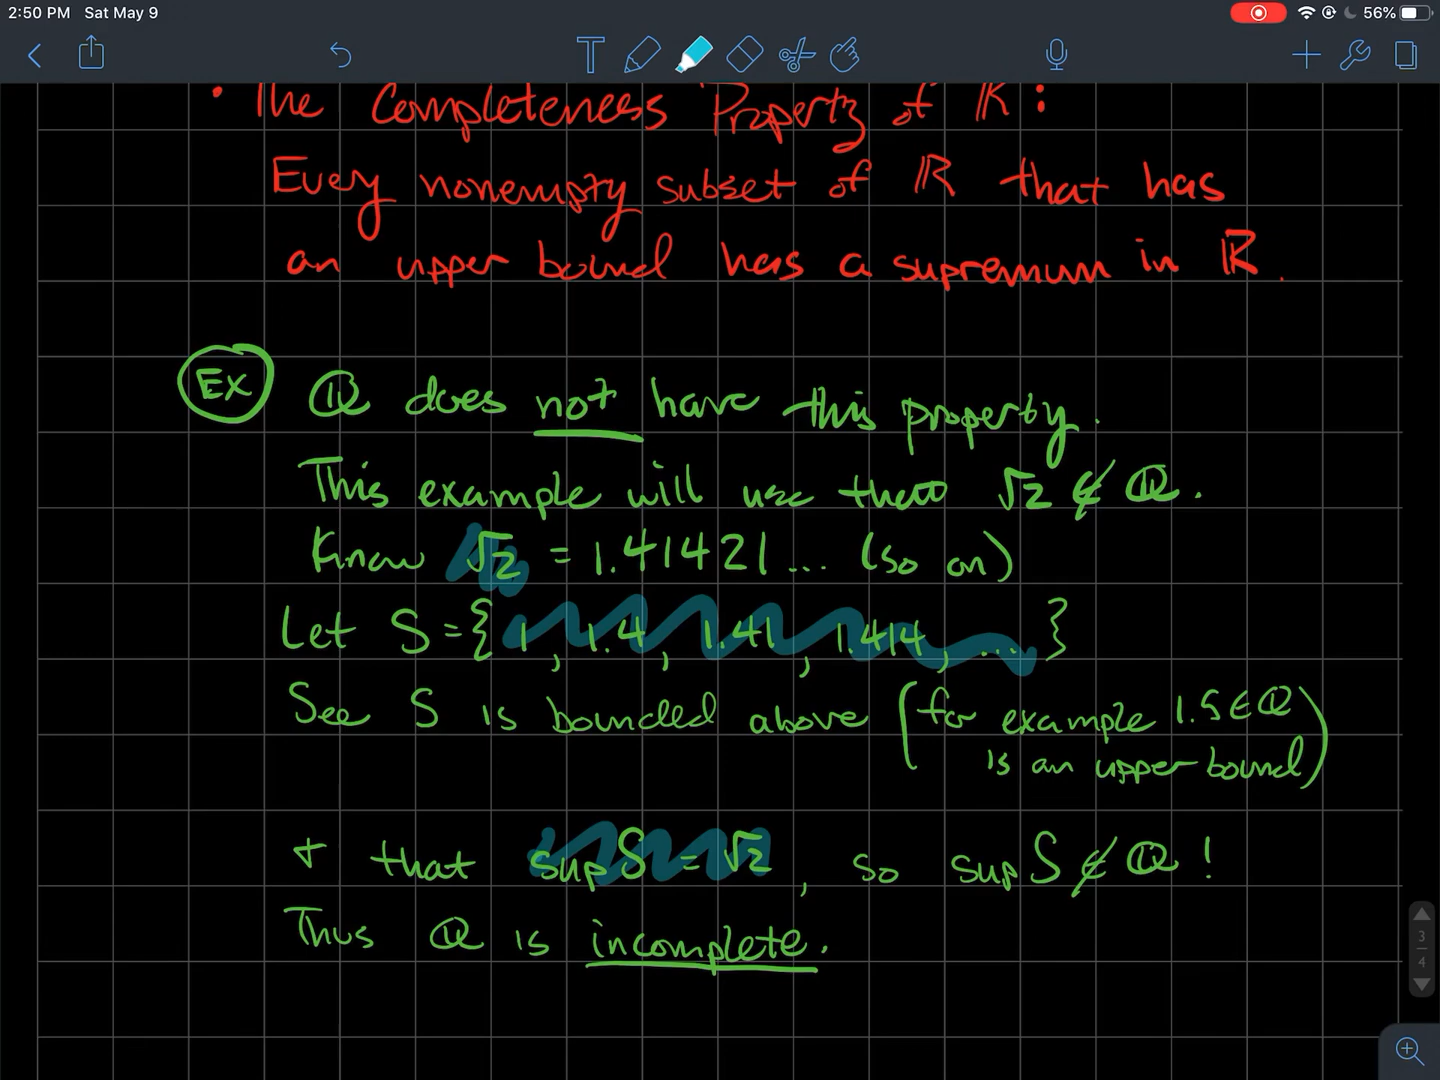 2:50 PM Sat May 9
56%
T
• The Completeness Property of ℝ:
Every nonempty subset of ℝ that has
an upper bound has a supremum in ℝ.
EX ℚ does not have this property.
This example will use that √2 ∉ ℚ.
Know √2 = 1.41421... (so on)
Let S = {1, 1.4, 1.41, 1.414, ...}
See S is bounded above (for example 1.5 ∈ ℚ
is an upper bound)
+ that sup S = √2, so sup S ∉ ℚ!
Thus ℚ is incomplete.
3
4